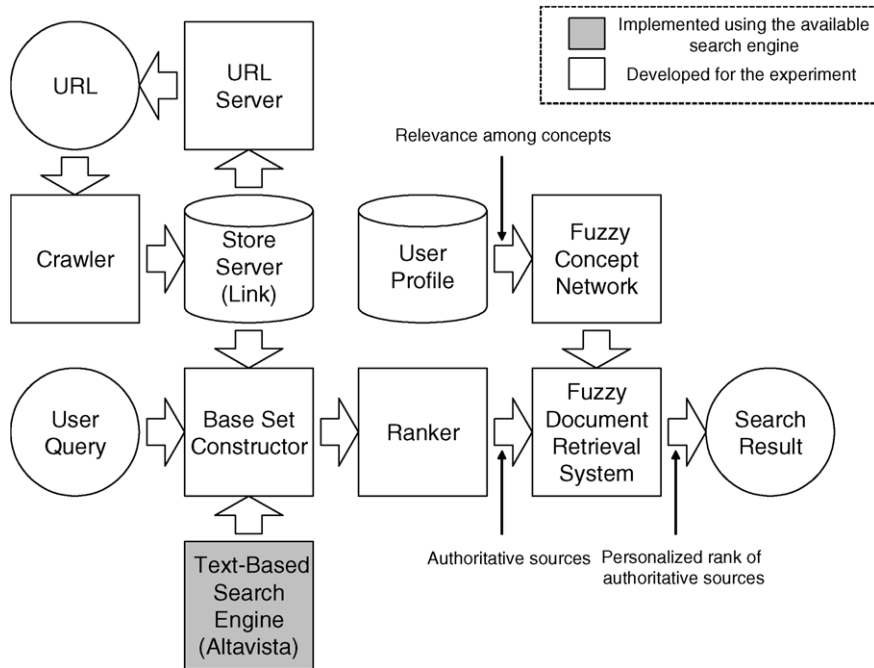 Implemented using the available
search engine
Developed for the experiment
URL
URL
Server
Relevance among concepts
Crawler
Store
Server
(Link)
User
Profile
Fuzzy
Concept
Network
User
Query
Base Set
Constructor
Ranker
Fuzzy
Document
Retrieval
System
Search
Result
Text-Based
Search
Engine
(Altavista)
Authoritative sources
Personalized rank of
authoritative sources